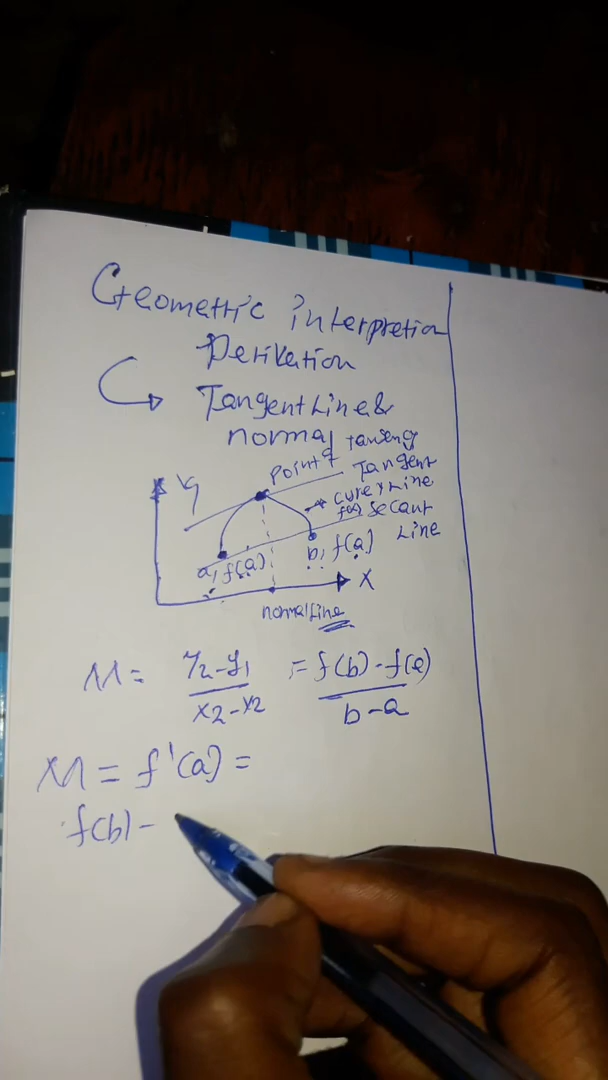 Geometric interpretion
Derivation
Tangent Line &
normal
Point of Tangeng
Tangent
Line
curve
f(x)
Secant
Line
y
a, f(a)
b, f(a)
X
normal line
M = y2-y1 / x2-x2 = f(b)-f(a) / b-a
M = f'(a) =
f(b) -